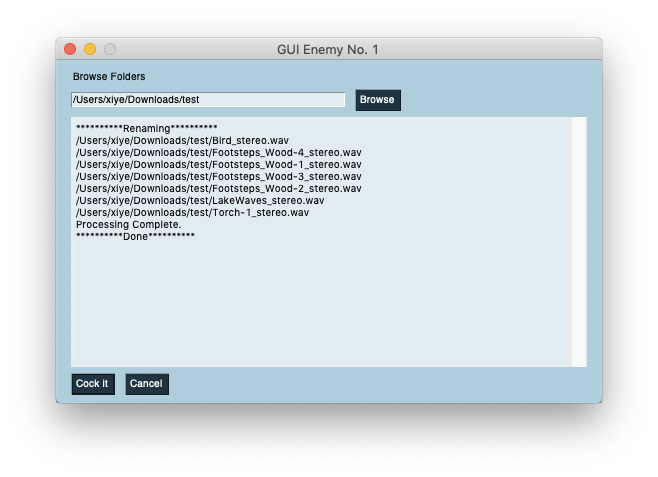 GUI Enemy No. 1
Browse Folders
/Users/xiye/Downloads/test
Browse
**********Renaming**********
/Users/xiye/Downloads/test/Bird_stereo.wav
/Users/xiye/Downloads/test/Footsteps_Wood-4_stereo.wav
/Users/xiye/Downloads/test/Footsteps_Wood-1_stereo.wav
/Users/xiye/Downloads/test/Footsteps_Wood-3_stereo.wav
/Users/xiye/Downloads/test/Footsteps_Wood-2_stereo.wav
/Users/xiye/Downloads/test/LakeWaves_stereo.wav
/Users/xiye/Downloads/test/Torch-1_stereo.wav
Processing Complete.
**********Done**********
Cock it
Cancel